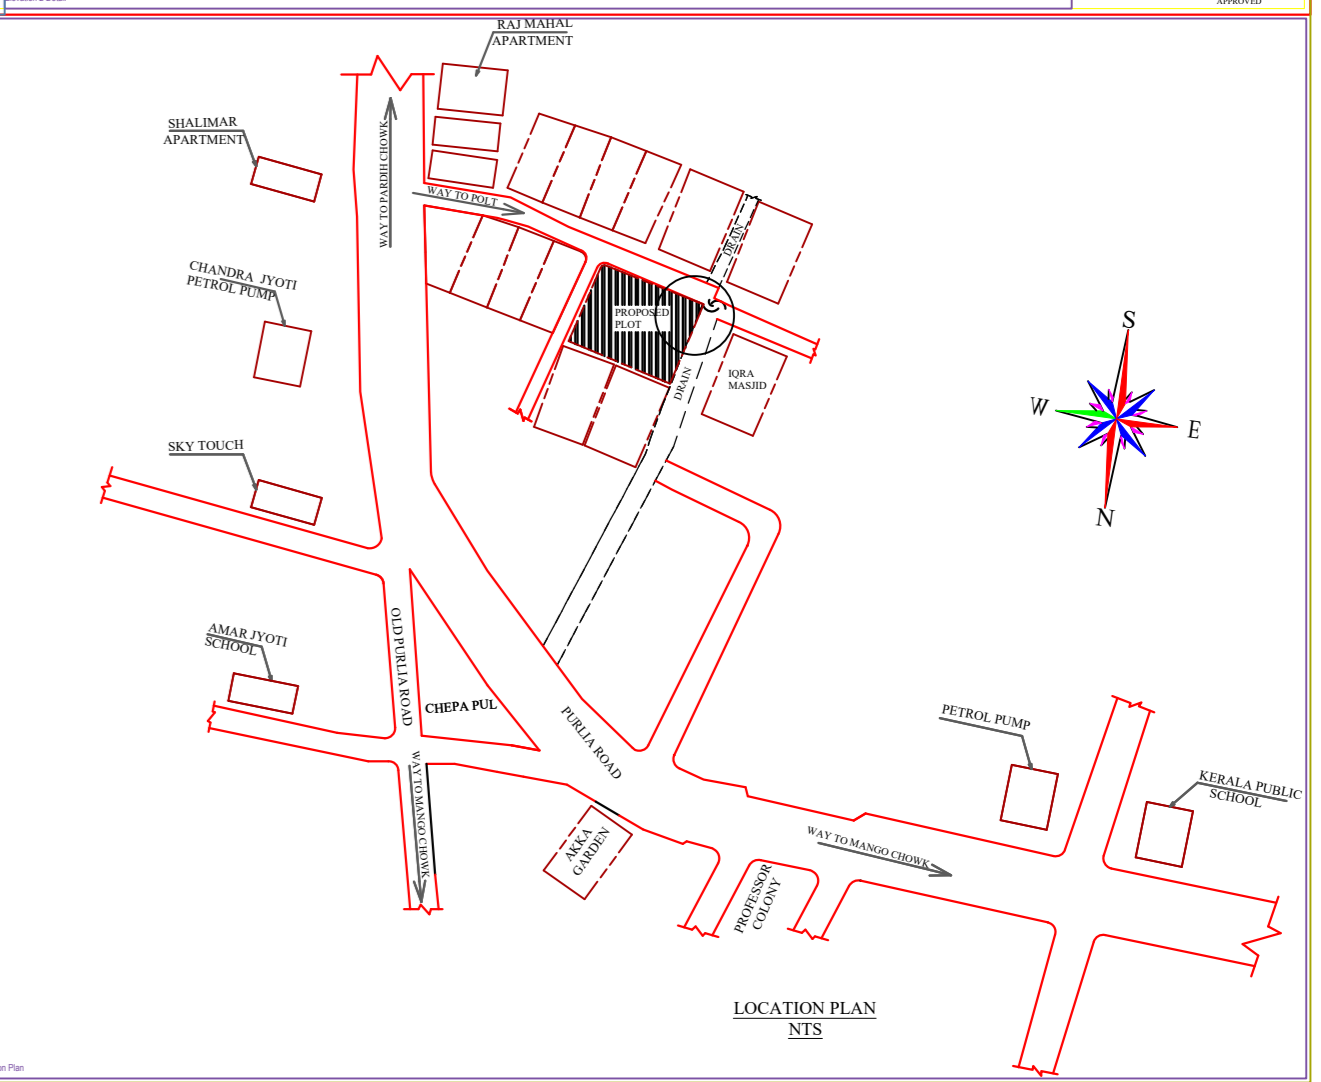 APPROVED
RAJ MAHAL
APARTMENT
SHALIMAR
APARTMENT
WAY TO PARDIH CHOWK
WAY TO POLT
DRAIN
CHANDRA JYOTI
PETROL PUMP
PROPOSED
PLOT
DRAIN
IQRA
MASJID
S
W
E
N
SKY TOUCH
AMAR JYOTI
SCHOOL
OLD PURLIA ROAD
CHEPA PUL
PURLIA ROAD
WAY TO MANGO CHOWK
AKKA
GARDEN
PETROL PUMP
KERALA PUBLIC
SCHOOL
WAY TO MANGO CHOWK
PROFESSOR
COLONY
LOCATION PLAN
NTS
on Plan